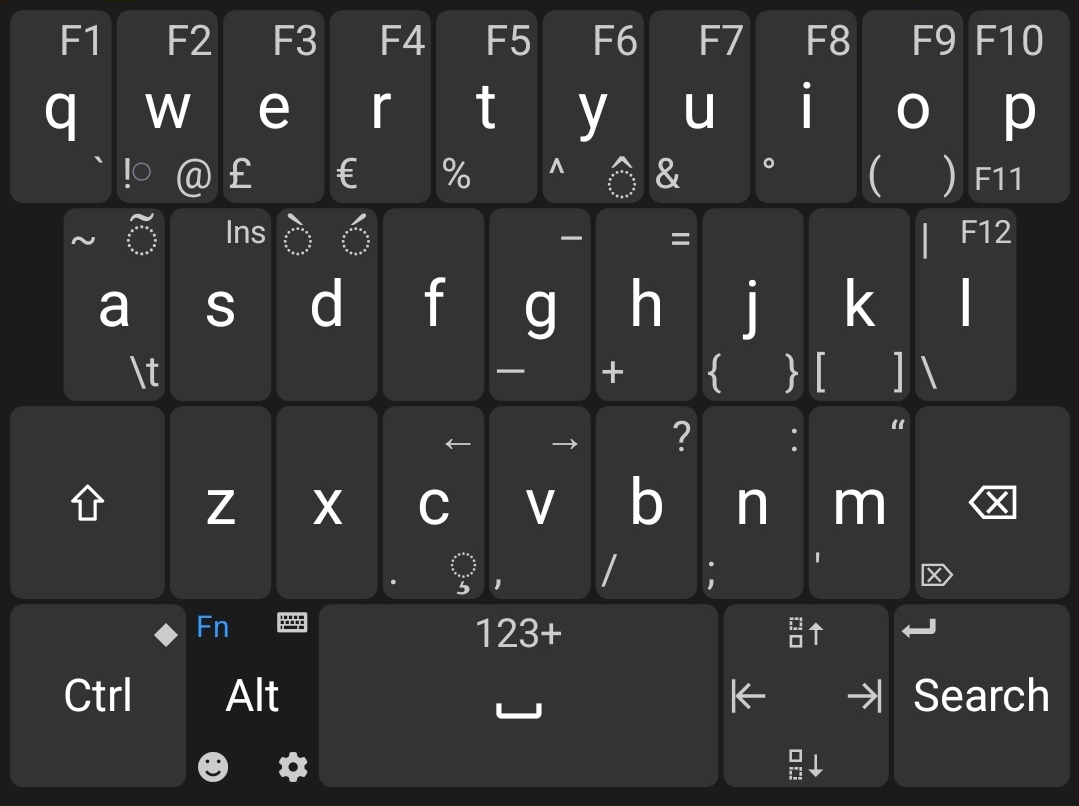 F1 F2 F3 F4 F5 F6 F7 F8 F9 F10
q w e r t y u i o p
` !◌ @ £ € % ^ ◌̂ & ° ( ) F11
~ ◌̃ Ins ◌̀ ◌́ – = | F12
a s d f g h j k l
\t — + { } [ ] \
← → ? : “
z x c v b n m
. ◌̧ , / ; '
Fn 123+
Ctrl Alt Search